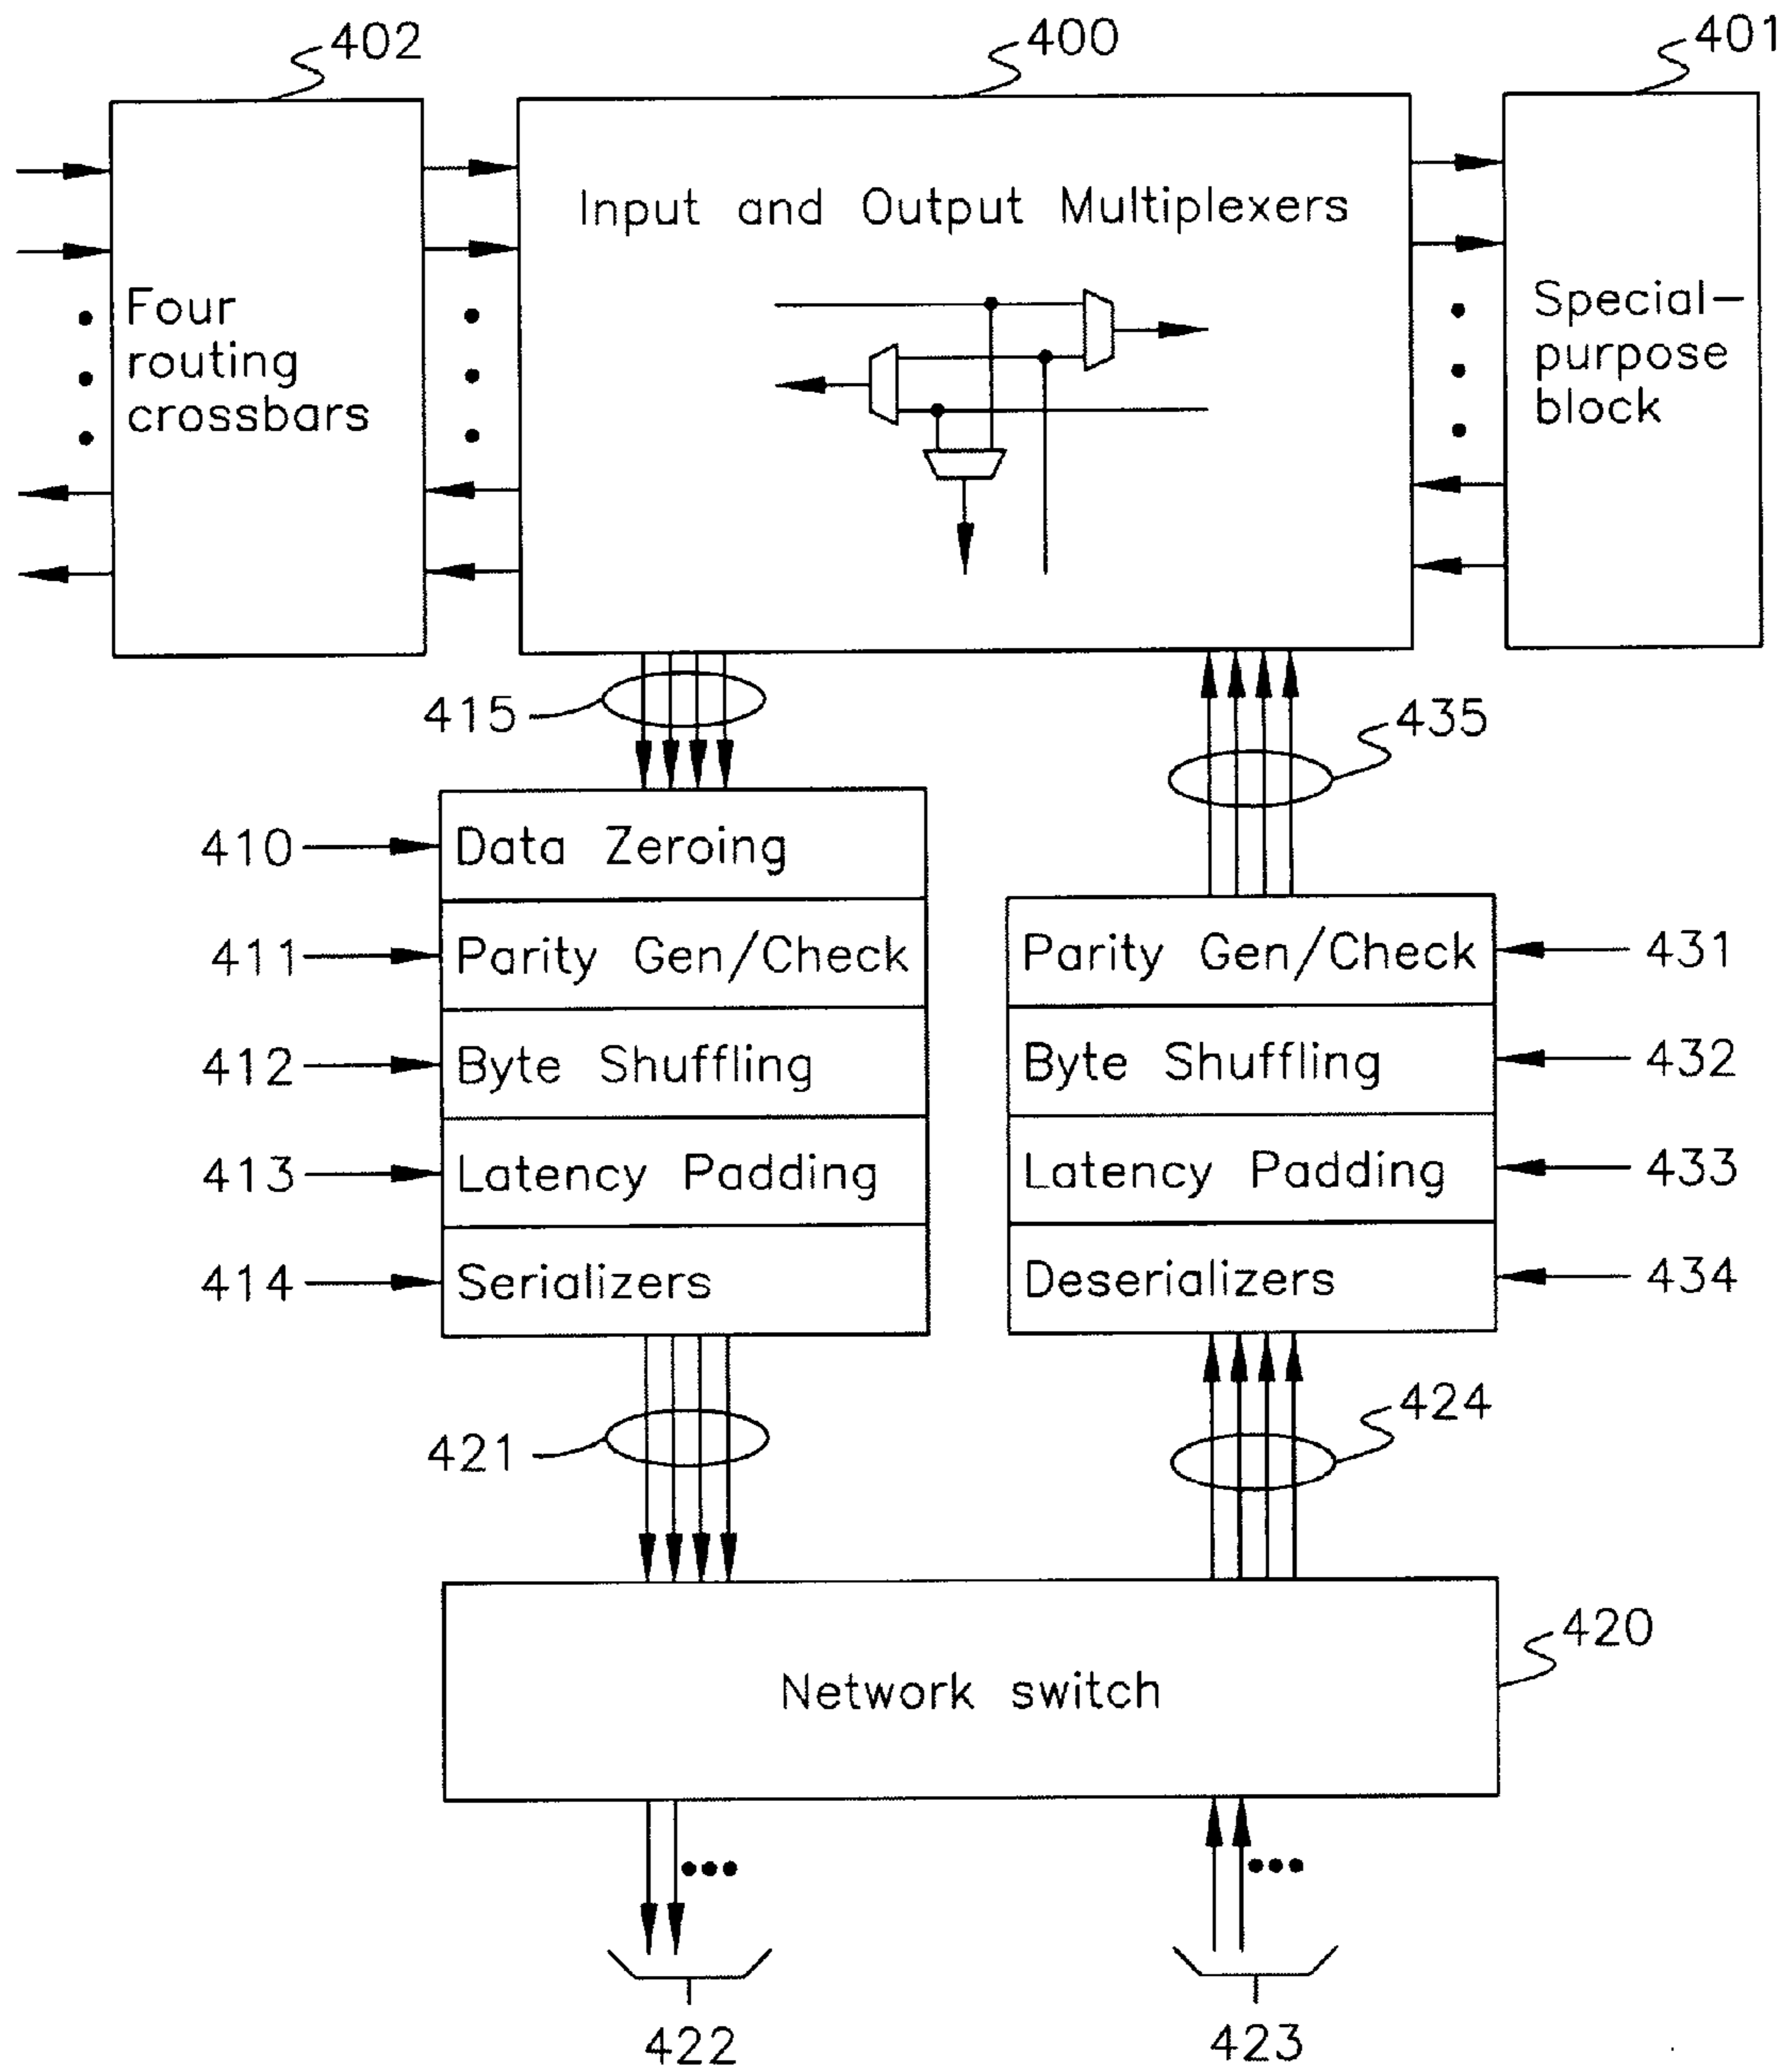 402
400
401
Input and Output Multiplexers
Four
routing
crossbars
Special-
purpose
block
415
435
410
Data Zeroing
411
Parity Gen/Check
412
Byte Shuffling
413
Latency Padding
414
Serializers
Parity Gen/Check
431
Byte Shuffling
432
Latency Padding
433
Deserializers
434
421
424
Network switch
420
422
423